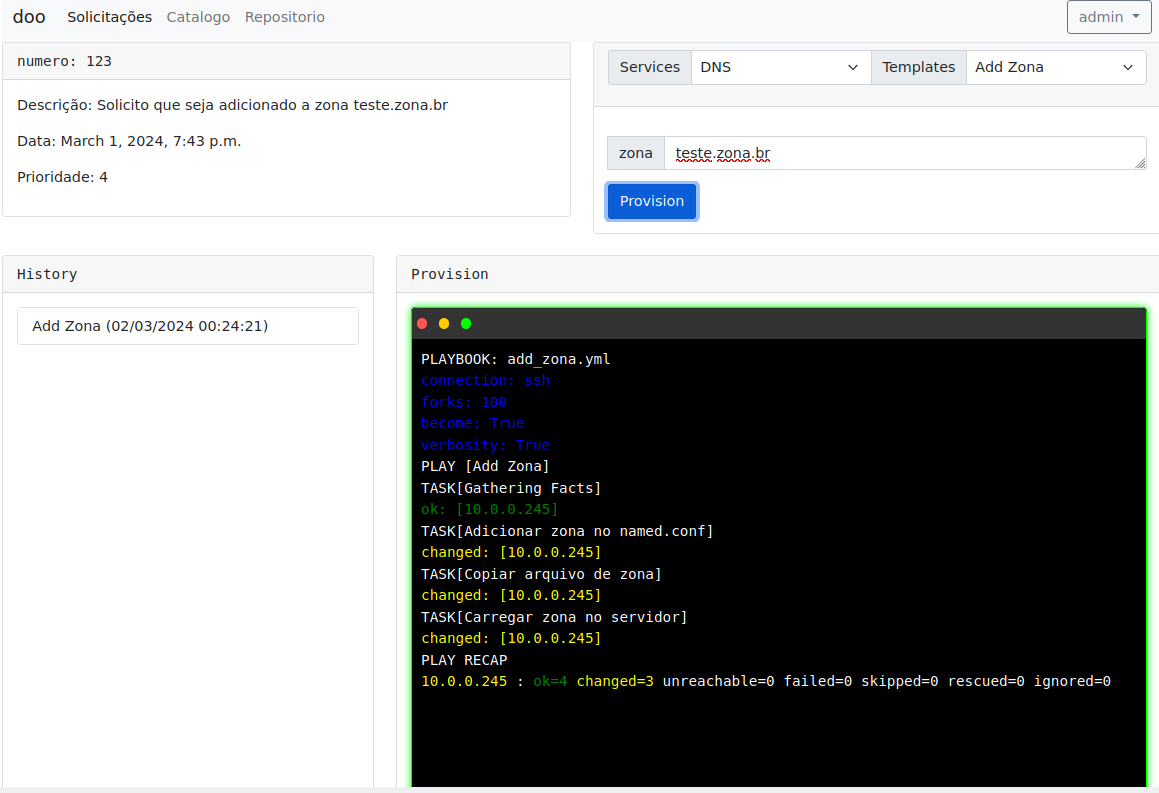 doo Solicitações Catalogo Repositorio admin
numero: 123
Descrição: Solicito que seja adicionado a zona teste.zona.br
Data: March 1, 2024, 7:43 p.m.
Prioridade: 4
Services DNS Templates Add Zona
zona teste.zona.br
Provision
History
Add Zona (02/03/2024 00:24:21)
Provision
PLAYBOOK: add_zona.yml
connection: ssh
forks: 100
become: True
verbosity: True
PLAY [Add Zona]
TASK[Gathering Facts]
ok: [10.0.0.245]
TASK[Adicionar zona no named.conf]
changed: [10.0.0.245]
TASK[Copiar arquivo de zona]
changed: [10.0.0.245]
TASK[Carregar zona no servidor]
changed: [10.0.0.245]
PLAY RECAP
10.0.0.245 : ok=4 changed=3 unreachable=0 failed=0 skipped=0 rescued=0 ignored=0